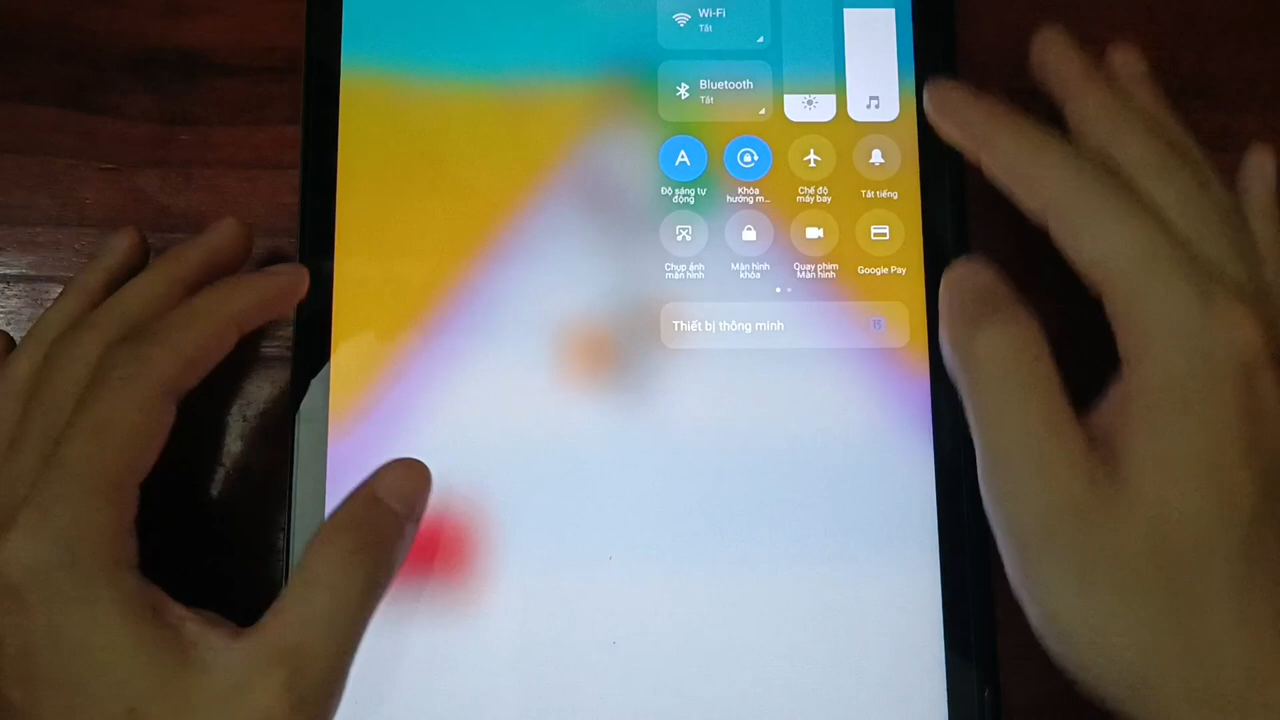 Wi-Fi
Tắt
Bluetooth
Tắt
A
Độ sáng tự
động
Khóa
hướng m...
Chế độ
máy bay
Tắt tiếng
Chụp ảnh
màn hình
Màn hình
khóa
Quay phim
Màn hình
Google Pay
Thiết bị thông minh